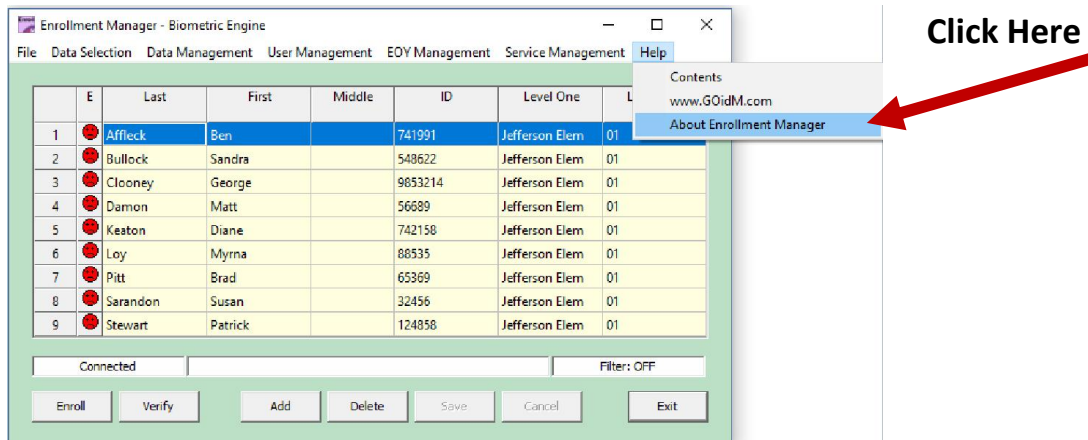 Enrollment Manager - Biometric Engine
Click Here
File Data Selection Data Management User Management EOY Management Service Management Help
Contents
www.GOidM.com
About Enrollment Manager
E Last First Middle ID Level One L
1 Affleck Ben 741991 Jefferson Elem 01
2 Bullock Sandra 548622 Jefferson Elem 01
3 Clooney George 9853214 Jefferson Elem 01
4 Damon Matt 56689 Jefferson Elem 01
5 Keaton Diane 742158 Jefferson Elem 01
6 Loy Myrna 88535 Jefferson Elem 01
7 Pitt Brad 65369 Jefferson Elem 01
8 Sarandon Susan 32456 Jefferson Elem 01
9 Stewart Patrick 124858 Jefferson Elem 01
Connected Filter: OFF
Enroll Verify Add Delete Save Cancel Exit